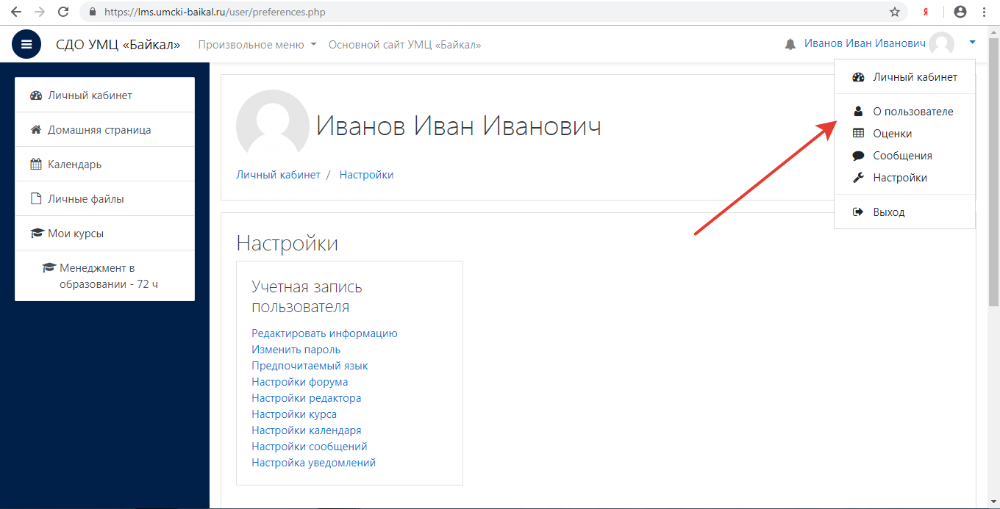 https://lms.umcki-baikal.ru/user/preferences.php
Я
СДО УМЦ «Байкал»
Произвольное меню
Основной сайт УМЦ «Байкал»
Иванов Иван Иванович
Личный кабинет
О пользователе
Оценки
Сообщения
Настройки
Выход
Личный кабинет
Домашняя страница
Календарь
Личные файлы
Мои курсы
Менеджмент в
образовании - 72 ч
Иванов Иван Иванович
Личный кабинет / Настройки
Настройки
Учетная запись
пользователя
Редактировать информацию
Изменить пароль
Предпочитаемый язык
Настройки форума
Настройки редактора
Настройки курса
Настройки календаря
Настройки сообщений
Настройка уведомлений